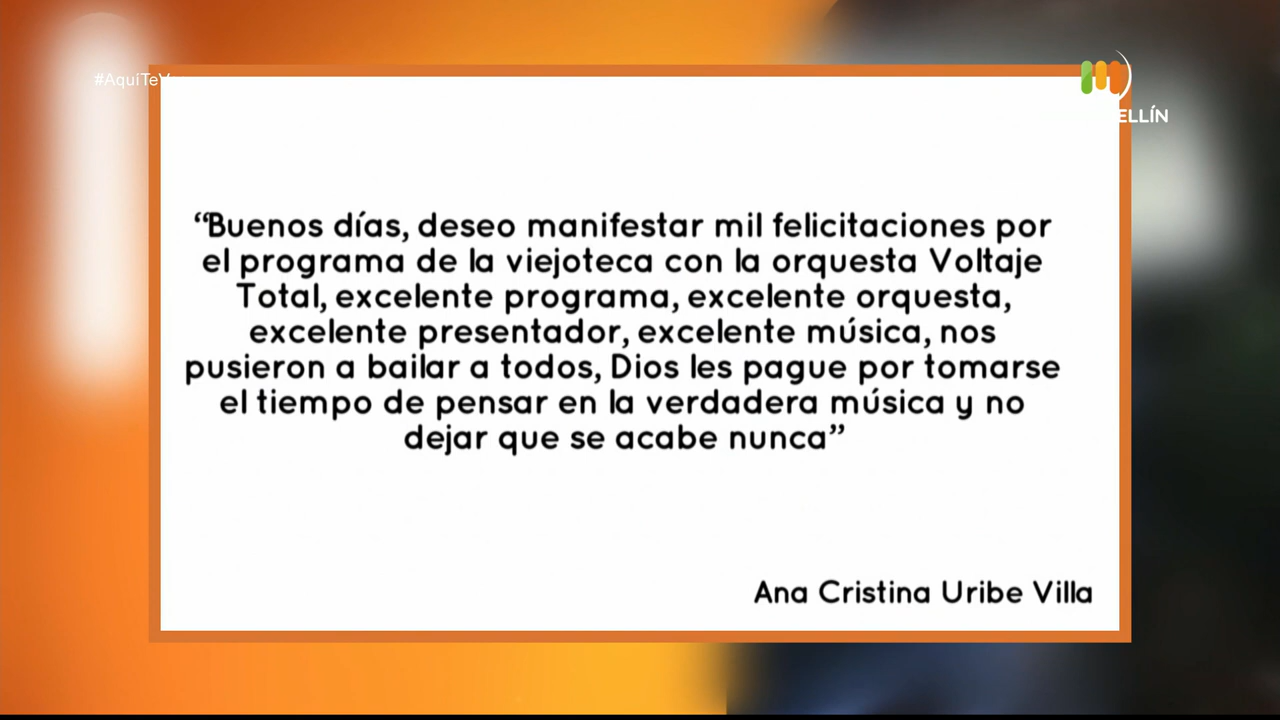 #AquíTeV
ELLÍN
“Buenos días, deseo manifestar mil felicitaciones por
el programa de la viejoteca con la orquesta Voltaje
Total, excelente programa, excelente orquesta,
excelente presentador, excelente música, nos
pusieron a bailar a todos, Dios les pague por tomarse
el tiempo de pensar en la verdadera música y no
dejar que se acabe nunca”
Ana Cristina Uribe Villa